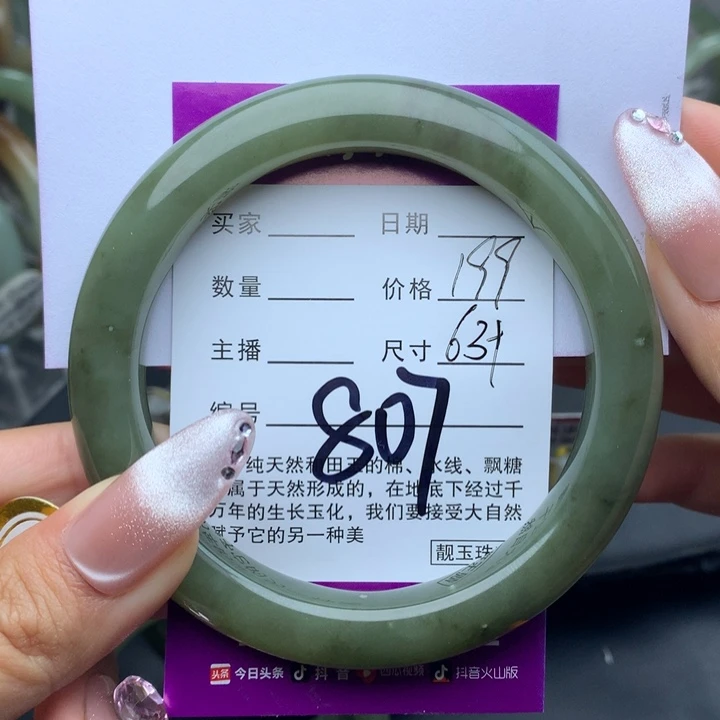 买家 日期
数量 价格 199
主播 尺寸 63+
编号 807
纯天然和田玉的棉、水线、飘糖
属于天然形成的，在地底下经过千
万年的生长玉化，我们要接受大自然
赋予它的另一种美
靓玉珠
头条 今日头条 抖音 西瓜视频 抖音火山版